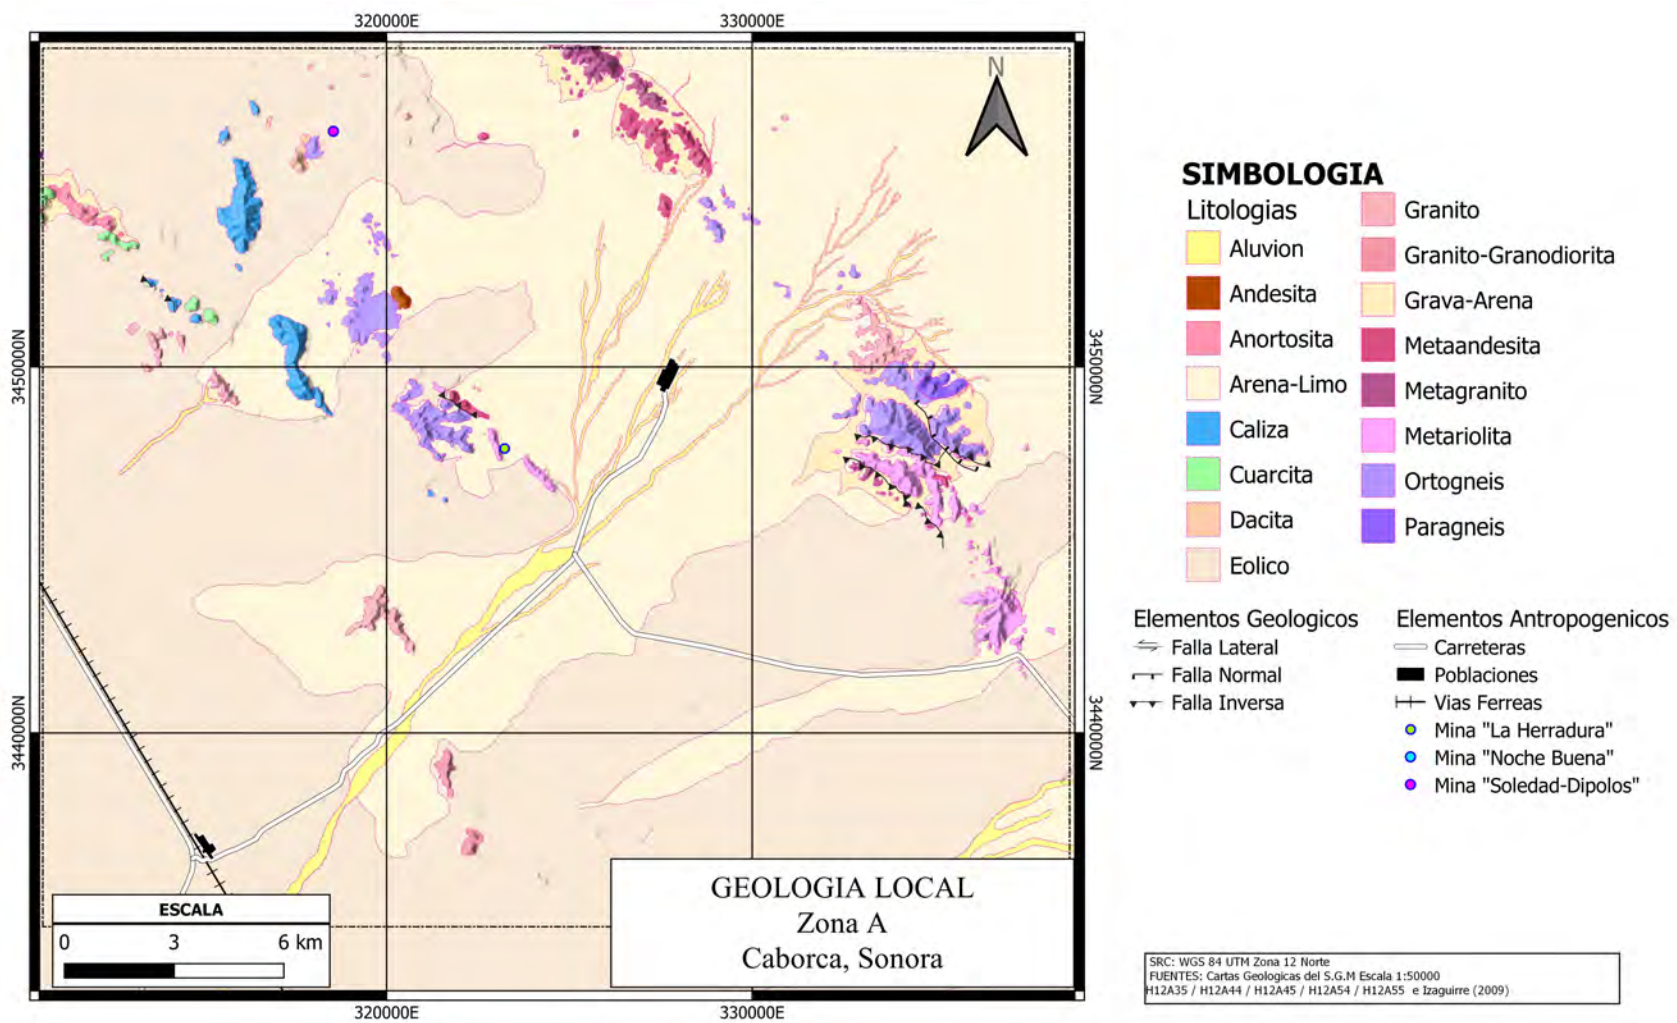 320000E 330000E
N
3450000N
3450000N
3440000N
3440000N
ESCALA
0 3 6 km
GEOLOGIA LOCAL
Zona A
Caborca, Sonora
320000E 330000E
SIMBOLOGIA
Litologias
Aluvion
Andesita
Anortosita
Arena-Limo
Caliza
Cuarcita
Dacita
Eolico
Granito
Granito-Granodiorita
Grava-Arena
Metaandesita
Metagranito
Metariolita
Ortogneis
Paragneis
Elementos Geologicos
Falla Lateral
Falla Normal
Falla Inversa
Elementos Antropogenicos
Carreteras
Poblaciones
Vias Ferreas
Mina "La Herradura"
Mina "Noche Buena"
Mina "Soledad-Dipolos"
SRC: WGS 84 UTM Zona 12 Norte
FUENTES: Cartas Geologicas del S.G.M Escala 1:50000
H12A35 / H12A44 / H12A45 / H12A54 / H12A55 e Izaguirre (2009)